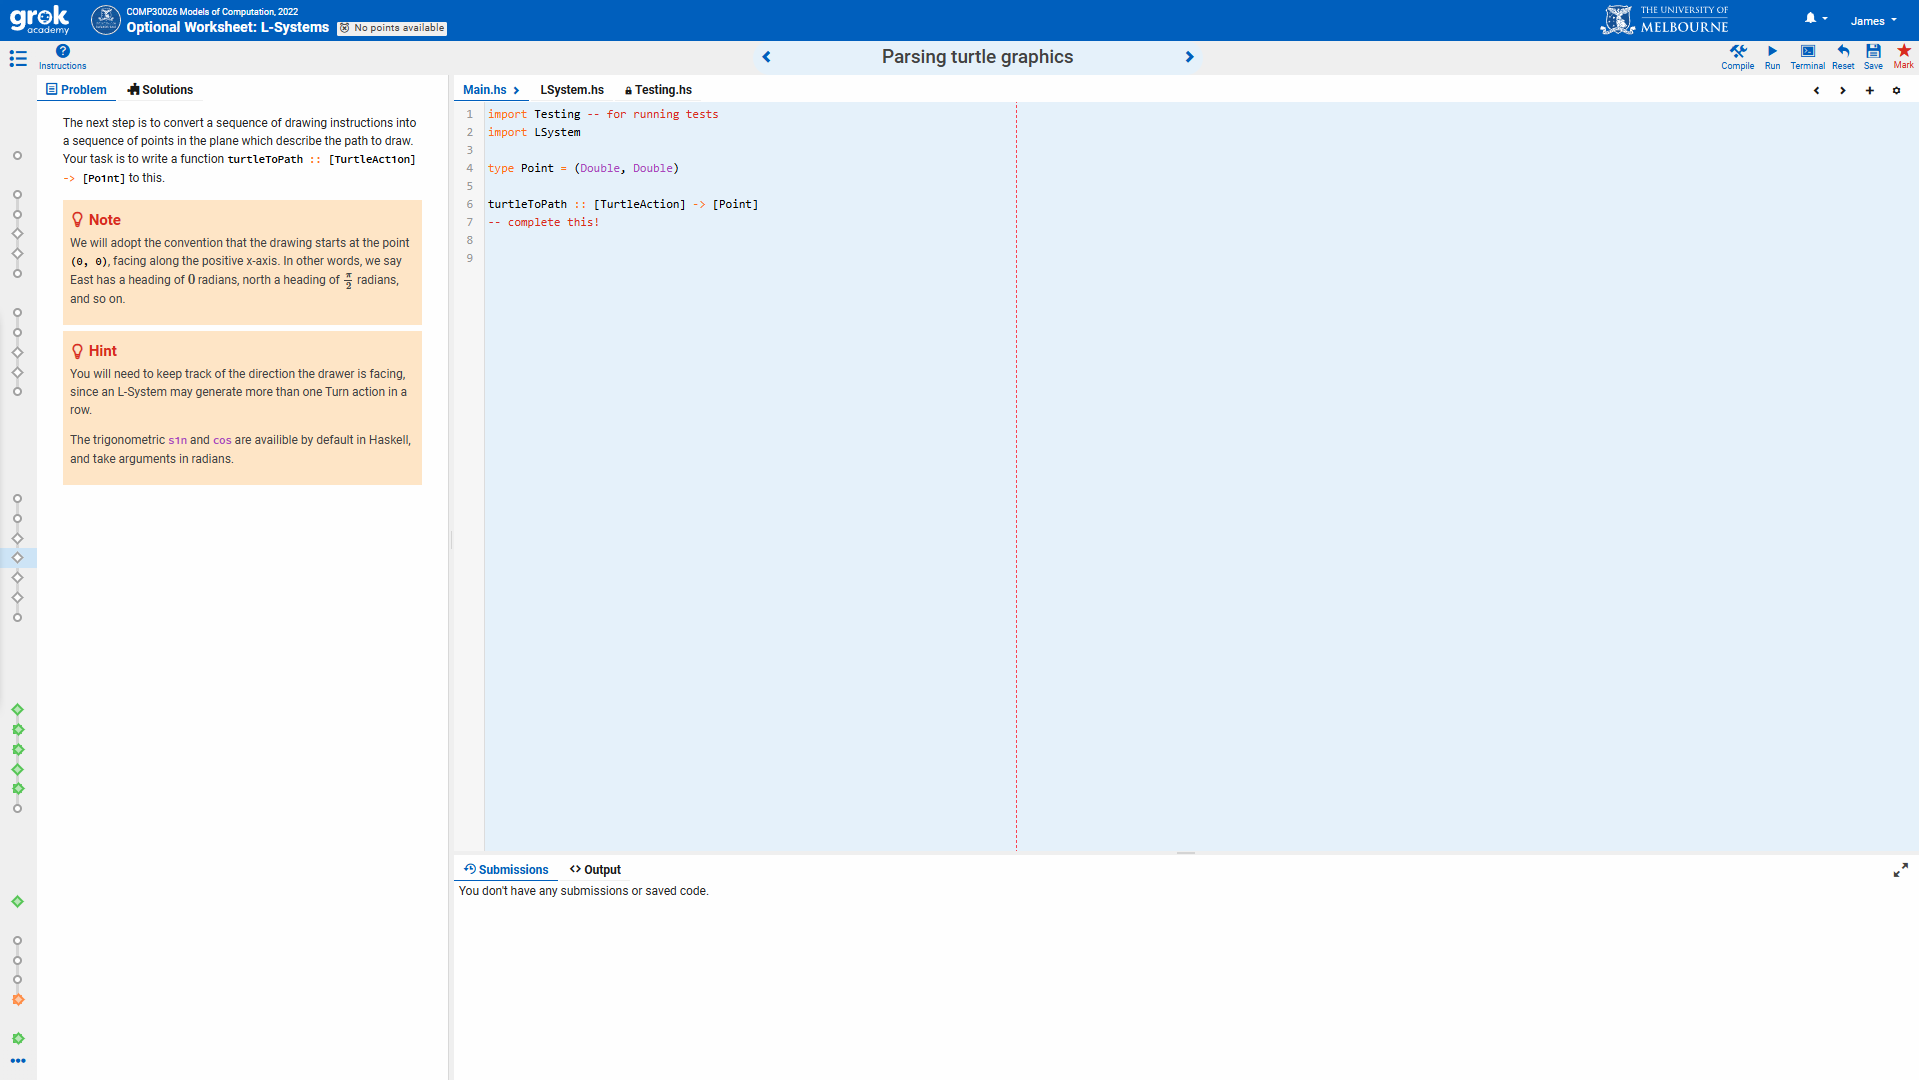 grok
academy
COMP30026 Models of Computation, 2022
Optional Worksheet: L-Systems
No points available
THE UNIVERSITY OF
MELBOURNE
James
Instructions
Parsing turtle graphics
Compile
Run
Terminal
Reset
Save
Mark
Problem
Solutions
The next step is to convert a sequence of drawing instructions into
a sequence of points in the plane which describe the path to draw.
Your task is to write a function turtleToPath :: [TurtleAction]
-> [Point] to this.
Note
We will adopt the convention that the drawing starts at the point
(0, 0), facing along the positive x-axis. In other words, we say
East has a heading of 0 radians, north a heading of π/2 radians,
and so on.
Hint
You will need to keep track of the direction the drawer is facing,
since an L-System may generate more than one Turn action in a
row.
The trigonometric sin and cos are availible by default in Haskell,
and take arguments in radians.
Main.hs
LSystem.hs
Testing.hs
1 import Testing -- for running tests
2 import LSystem
3
4 type Point = (Double, Double)
5
6 turtleToPath :: [TurtleAction] -> [Point]
7 -- complete this!
8
9
Submissions
Output
You don't have any submissions or saved code.